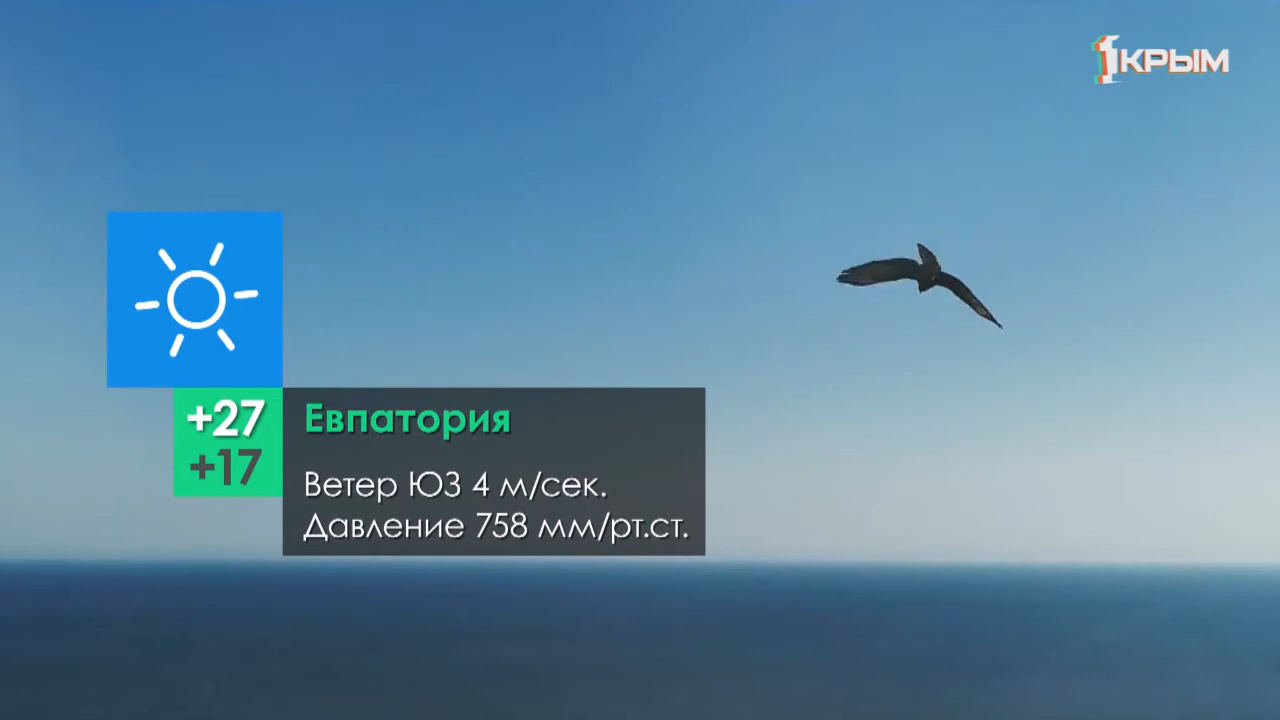 1КРЫМ
+27
+17
Евпатория
Ветер ЮЗ 4 м/сек.
Давление 758 мм/рт.ст.